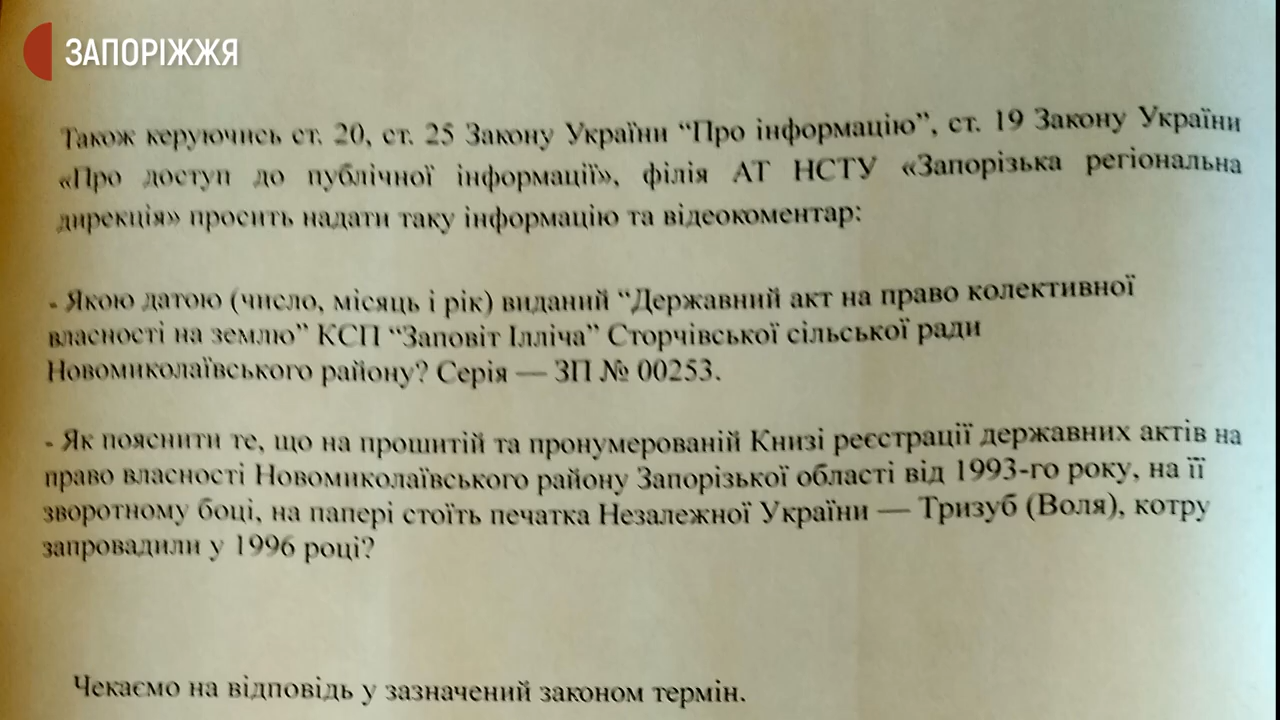 ЗАПОРІЖЖЯ
Також керуючись ст. 20, ст. 25 Закону України “Про інформацію”, ст. 19 Закону України
«Про доступ до публічної інформації», філія АТ НСТУ «Запорізька регіональна
дирекція» просить надати таку інформацію та відеокоментар:
- Якою датою (число, місяць і рік) виданий “Державний акт на право колективної
власності на землю” КСП “Заповіт Ілліча” Сторчівської сільської ради
Новомиколаївського району? Серія — ЗП № 00253.
- Як пояснити те, що на прошитій та пронумерованій Книзі реєстрації державних актів на
право власності Новомиколаївського району Запорізької області від 1993-го року, на її
зворотному боці, на папері стоїть печатка Незалежної України — Тризуб (Воля), котру
запровадили у 1996 році?
Чекаємо на відповідь у зазначений законом термін.